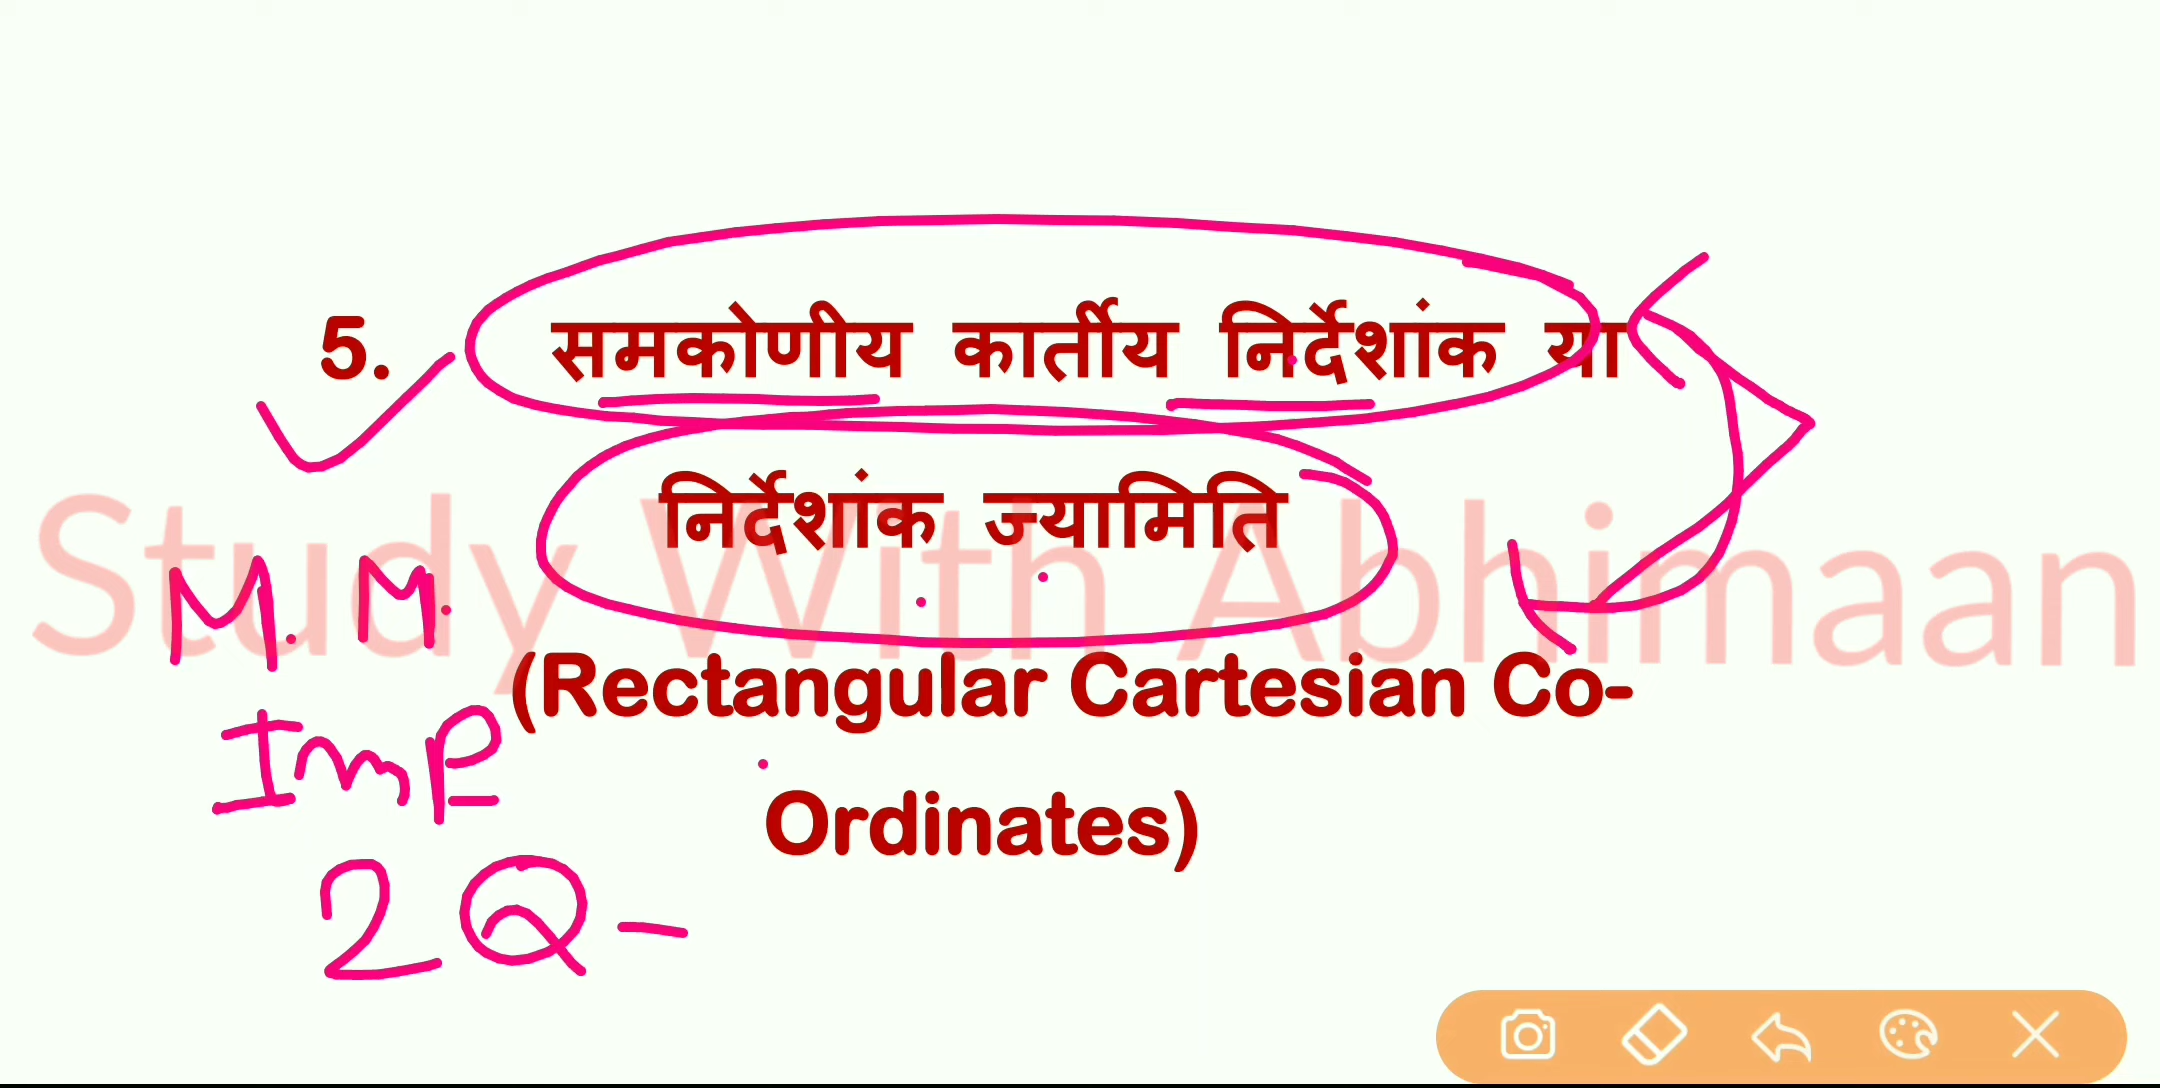 5. समकोणीय कार्तीय निर्देशांक या
निर्देशांक ज्यामिति
Study With Abhimaan
M. M.
(Rectangular Cartesian Co-
Imp
Ordinates)
2Q-